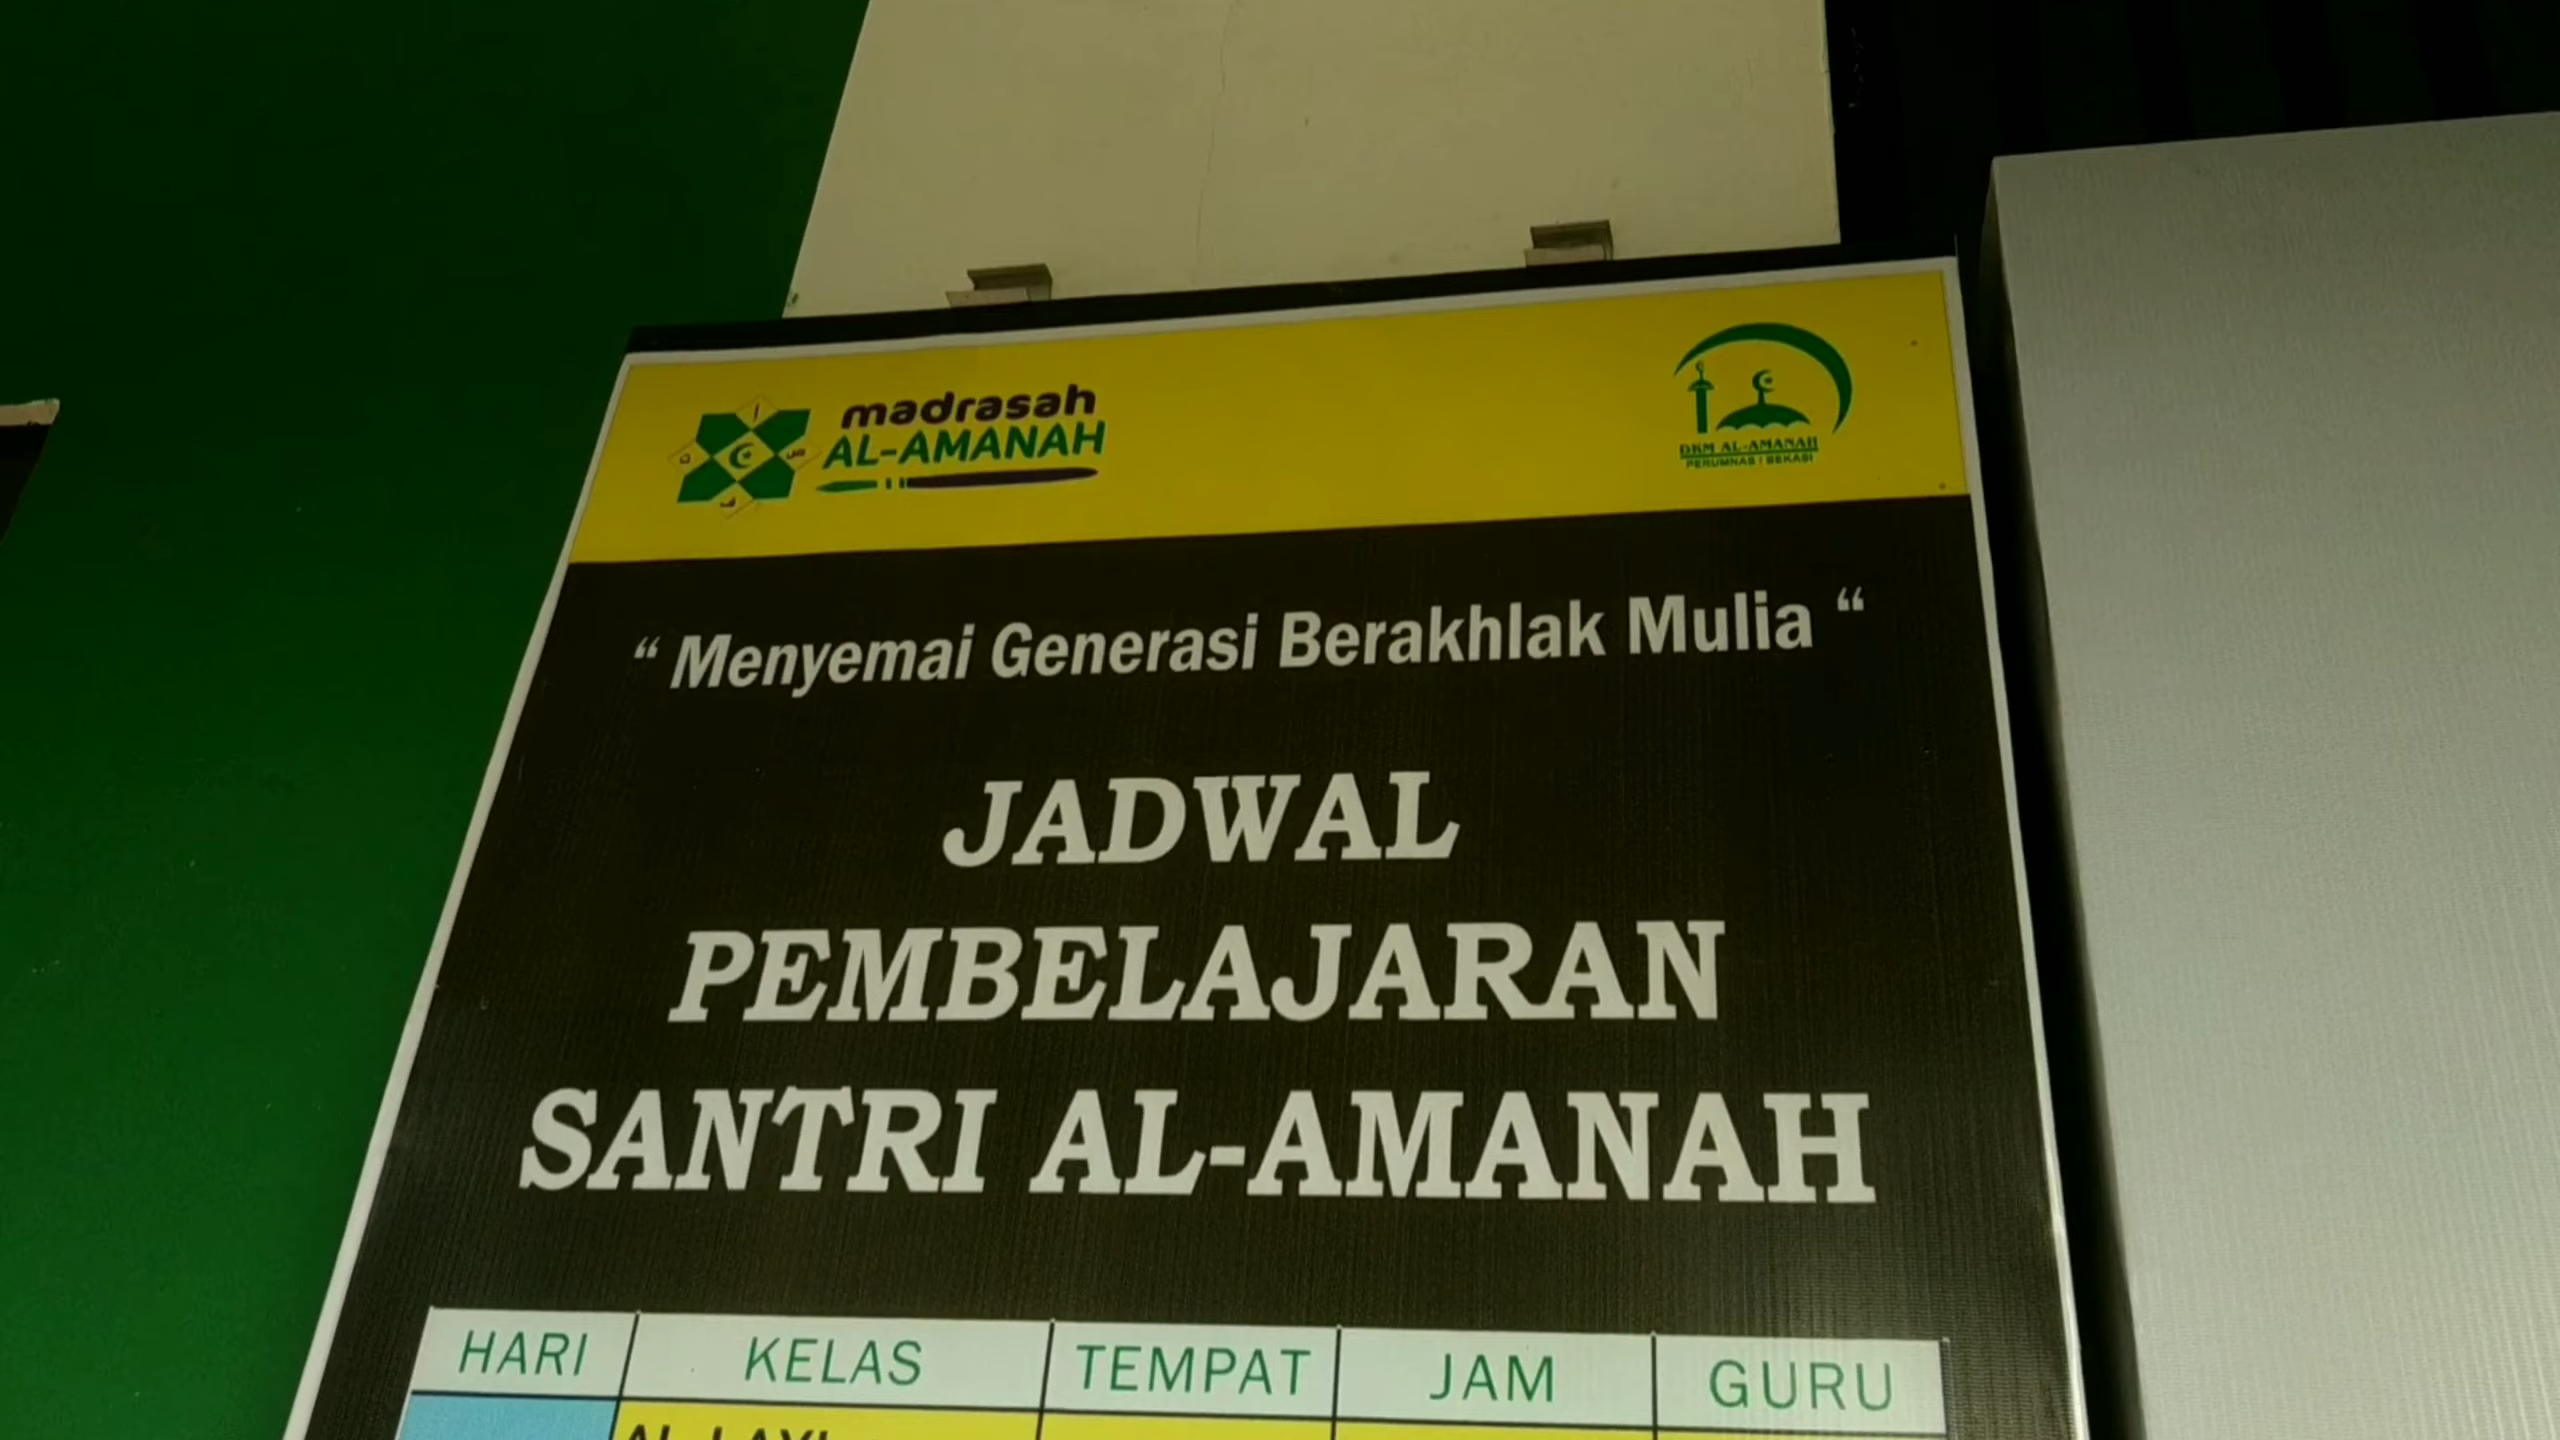 madrasah
AL-AMANAH
DKM AL-AMANAH
PERUMNAS I BEKASI
“ Menyemai Generasi Berakhlak Mulia “
JADWAL
PEMBELAJARAN
SANTRI AL-AMANAH
HARI KELAS TEMPAT JAM GURU